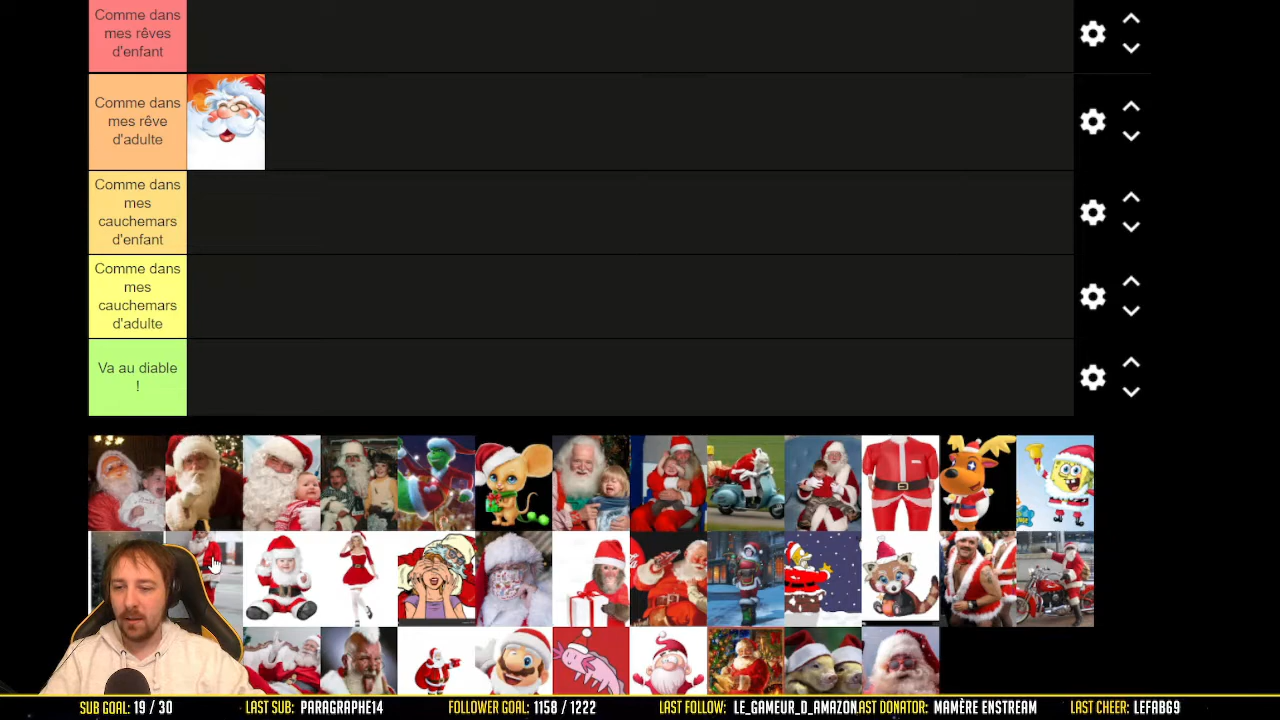 Comme dans
mes rêves
d'enfant
Comme dans
mes rêve
d'adulte
Comme dans
mes
cauchemars
d'enfant
Comme dans
mes
cauchemars
d'adulte
Va au diable
!
SUB GOAL: 19 / 30
LAST SUB: PARAGRAPHE14
FOLLOWER GOAL: 1158 / 1222
LAST FOLLOW: LE_GAMEUR_D_AMAZON
AST DONATOR: MAMÈRE ENSTREAM
LAST CHEER: LEFAB69